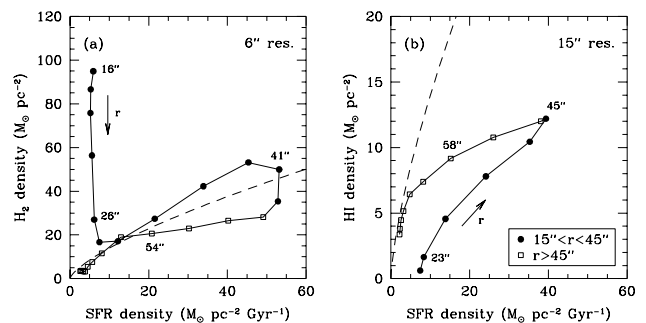 (a) 6″ res.
120
100
80
60
40
20
0
H₂ density (M⊙ pc⁻²)
16″
r
26″
41″
54″
0 20 40 60
SFR density (M⊙ pc⁻² Gyr⁻¹)
(b) 15″ res.
20
15
10
5
0
HI density (M⊙ pc⁻²)
45″
58″
r
23″
15″<r<45″
r>45″
0 20 40 60
SFR density (M⊙ pc⁻² Gyr⁻¹)